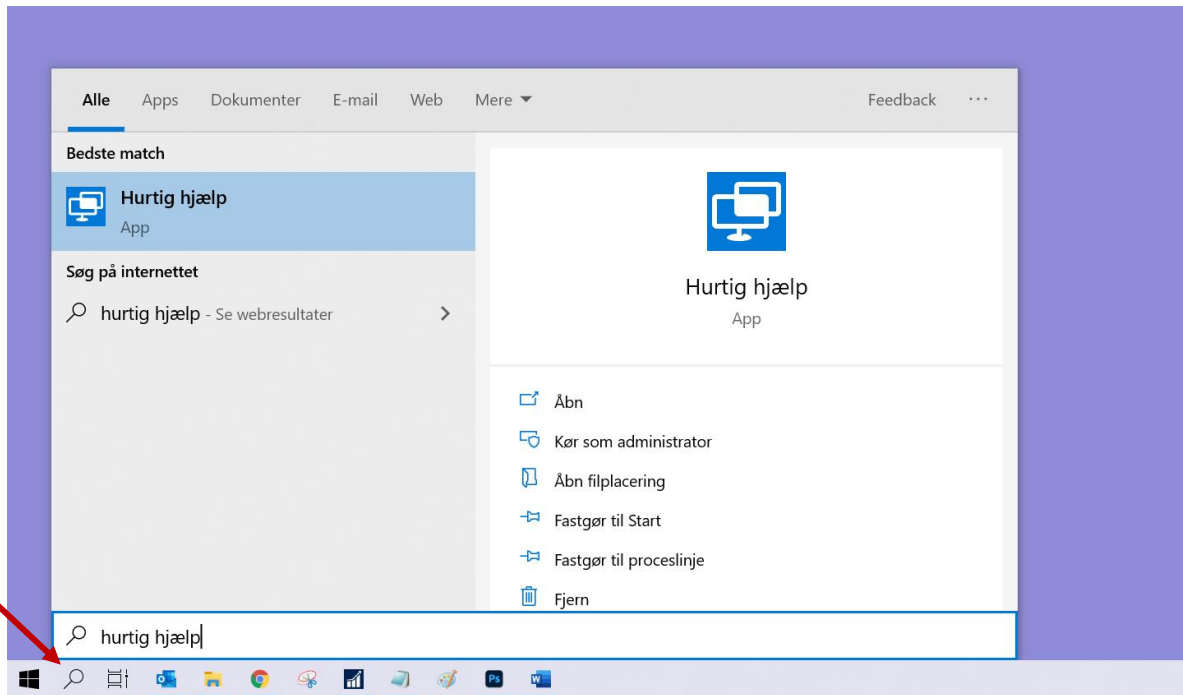 Alle Apps Dokumenter E-mail Web Mere Feedback ...
Bedste match
Hurtig hjælp
App
Søg på internettet
hurtig hjælp - Se webresultater
Hurtig hjælp
App
Åbn
Kør som administrator
Åbn filplacering
Fastgør til Start
Fastgør til proceslinje
Fjern
hurtig hjælp
Ps